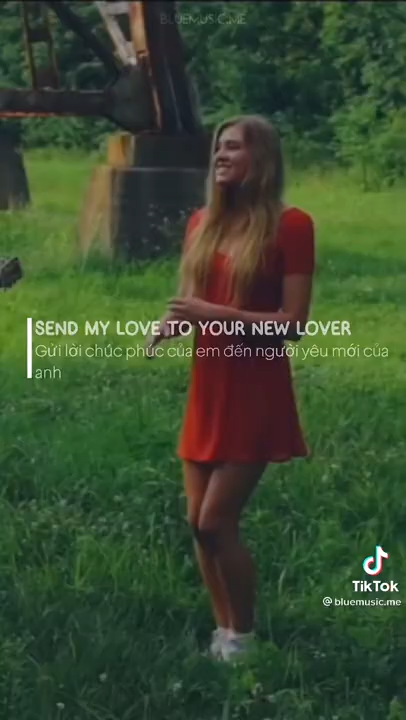 BLUEMUSIC.ME
SEND MY LOVE TO YOUR NEW LOVER
Gửi lời chúc phúc của em đến người yêu mới của
anh
TikTok
@bluemusic.me